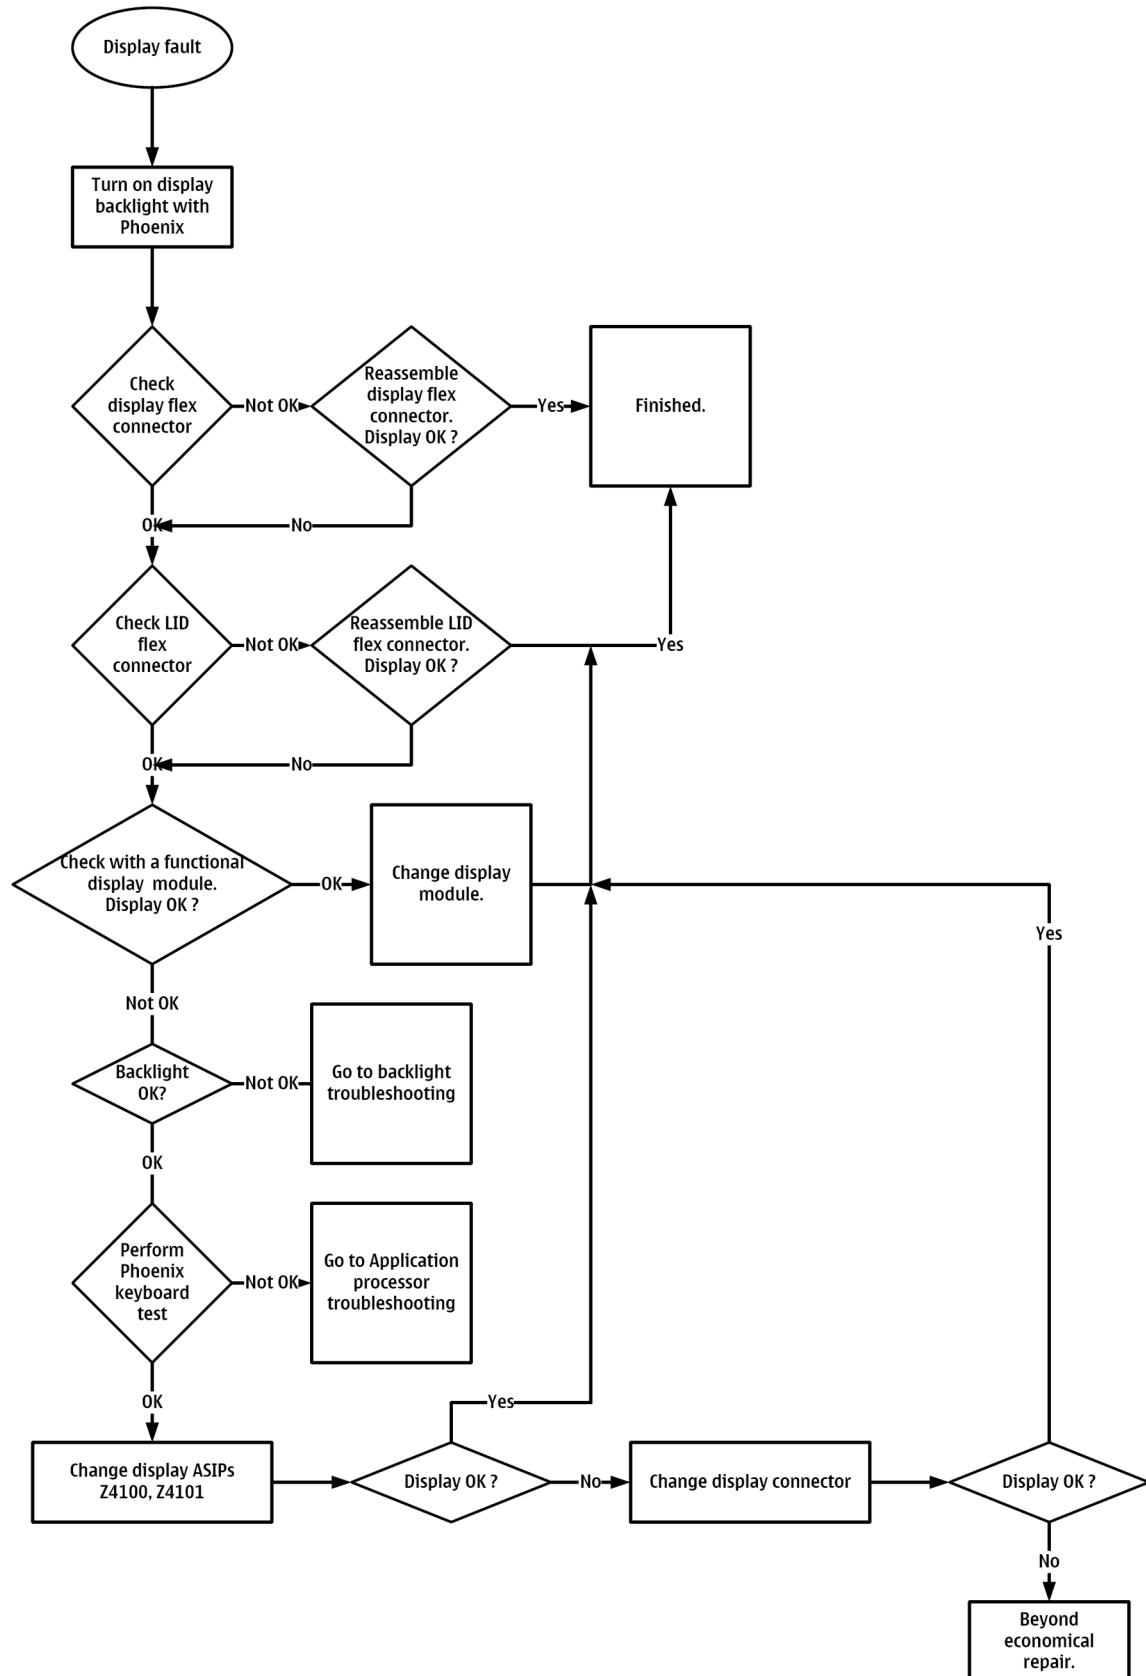 Display fault
Turn on display
backlight with
Phoenix
Check
display flex
connector
Not OK
Reassemble
display flex
connector.
Display OK ?
Yes
Finished.
OK
No
Check LID
flex
connector
Not OK
Reassemble LID
flex connector.
Display OK ?
Yes
OK
No
Check with a functional
display module.
Display OK ?
OK
Change display
module.
Yes
Not OK
Backlight
OK?
Not OK
Go to backlight
troubleshooting
OK
Perform
Phoenix
keyboard
test
Not OK
Go to Application
processor
troubleshooting
OK
Yes
Change display ASIPs
Z4100, Z4101
Display OK ?
No
Change display connector
Display OK ?
No
Beyond
economical
repair.